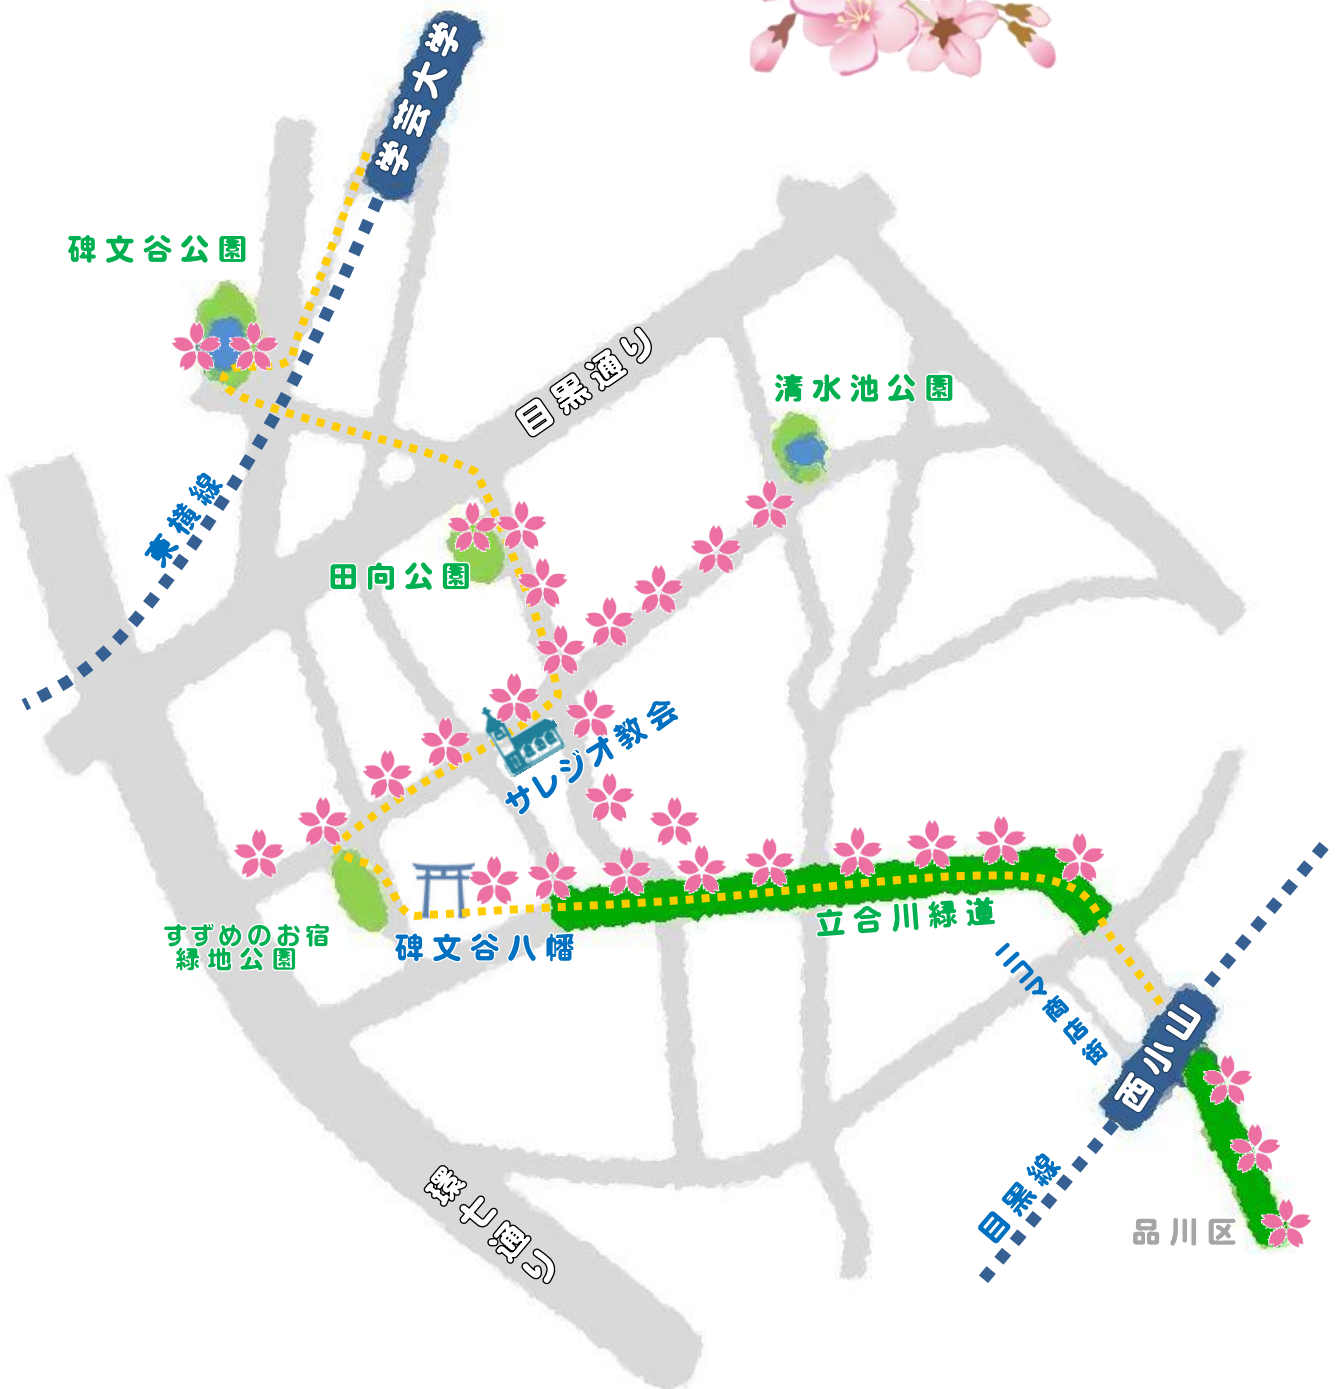 学芸大学
碑文谷公園
目黒通り
清水池公園
東横線
田向公園
サレジオ教会
すずめのお宿
緑地公園
碑文谷八幡
立合川緑道
ニコマ商店街
西小山
環七通り
目黒線
品川区